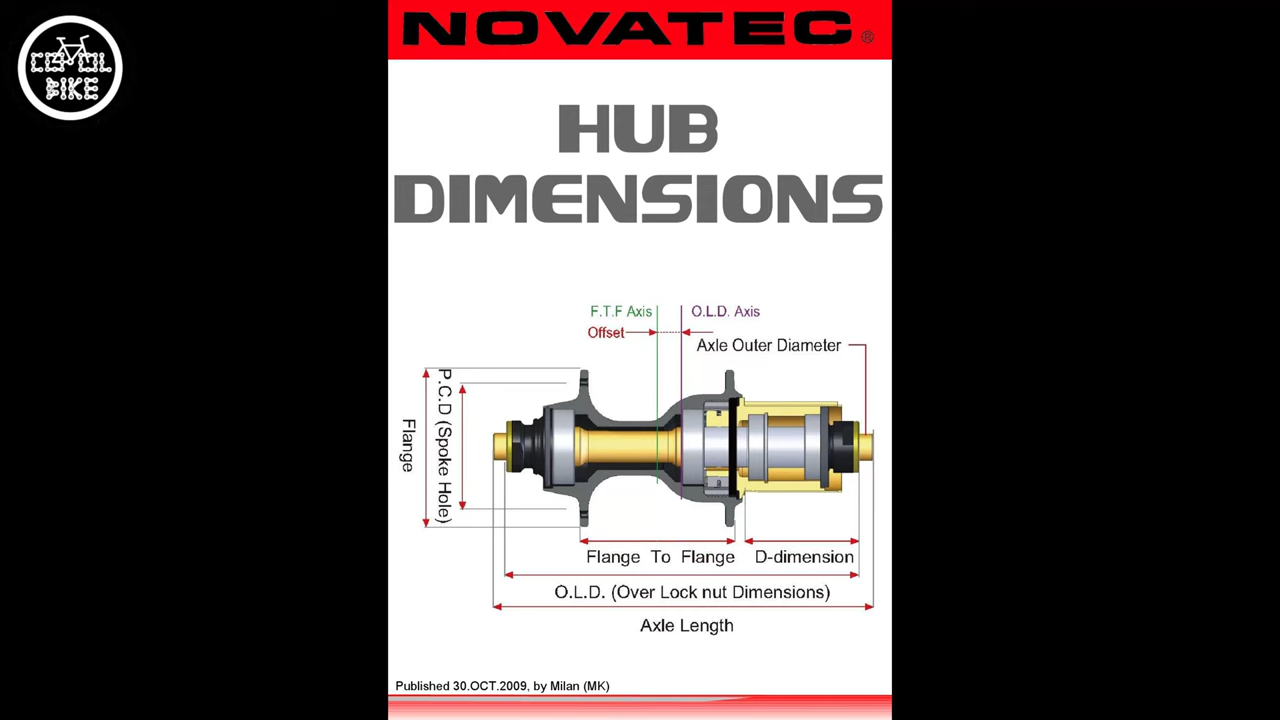 NOVATEC®
HUB
DIMENSIONS
F.T.F Axis
O.L.D. Axis
Offset
Axle Outer Diameter
P.C.D (Spoke Hole)
Flange
Flange To Flange
D-dimension
O.L.D. (Over Lock nut Dimensions)
Axle Length
Published 30.OCT.2009, by Milan (MK)
BIKE